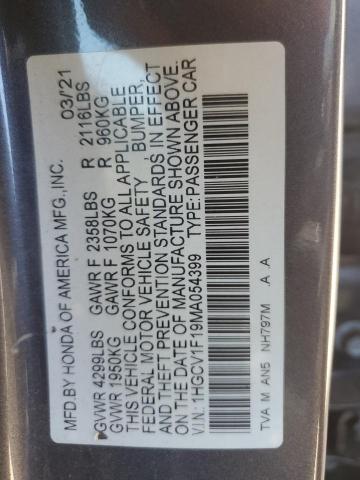 MFD.BY HONDA OF AMERICA MFG.,INC. 03/'21
GVWR 4299LBS GAWR F 2358LBS R 2116LBS
GVWR 1950KG GAWR F 1070KG R 960KG
THIS VEHICLE CONFORMS TO ALL APPLICABLE
FEDERAL MOTOR VEHICLE SAFETY , BUMPER,
AND THEFT PREVENTION STANDARDS IN EFFECT
ON THE DATE OF MANUFACTURE SHOWN ABOVE.
V.I.N.: 1HGCV1F19MA054399 TYPE:PASSENGER CAR
TVA M AN5 NH797M .A .A